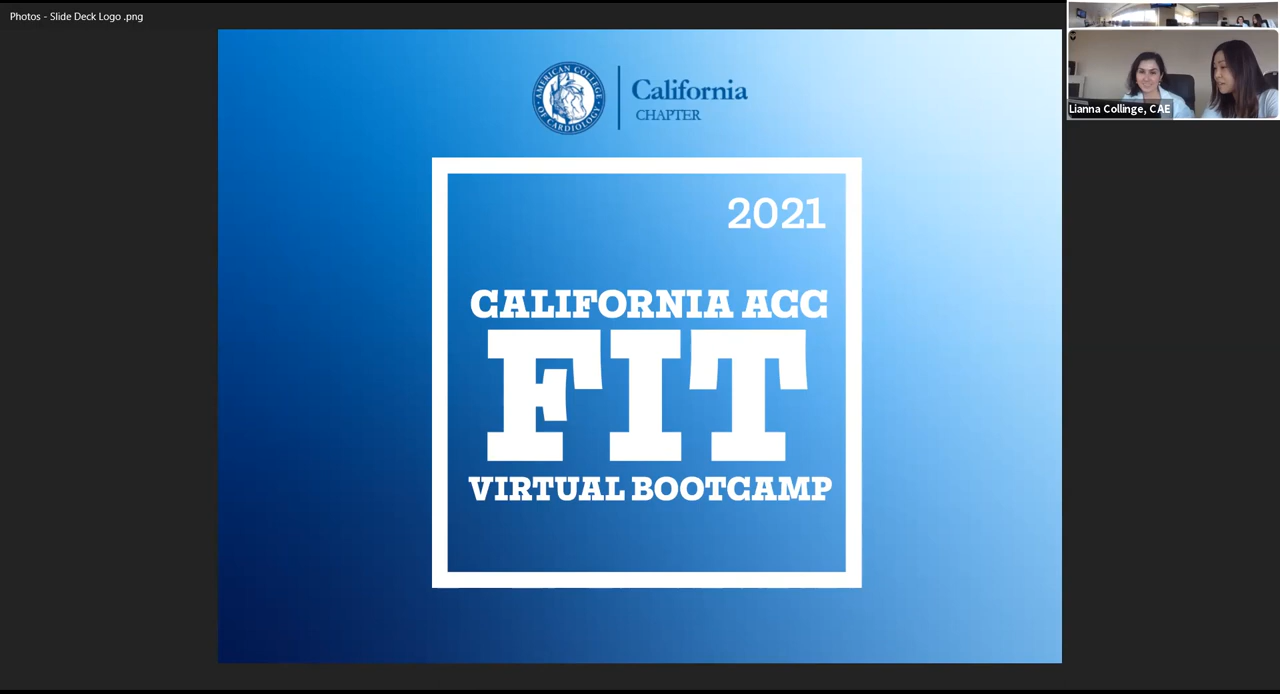 Photos - Slide Deck Logo .png
AMERICAN COLLEGE OF CARDIOLOGY
California
CHAPTER
2021
CALIFORNIA ACC
FIT
VIRTUAL BOOTCAMP
Lianna Collinge, CAE